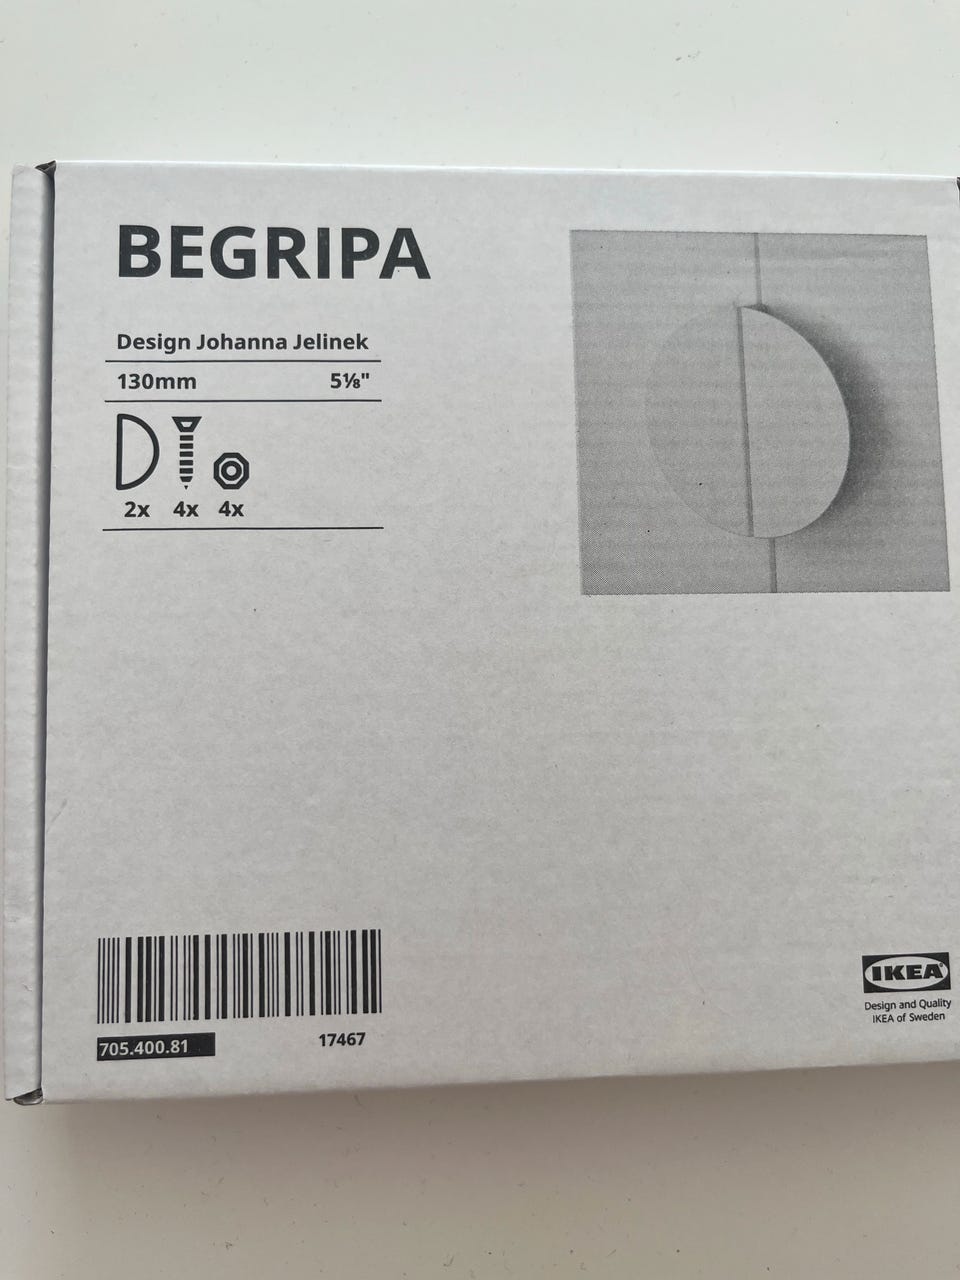 BEGRIPA
Design Johanna Jelinek
130mm 5⅛"
2x 4x 4x
705.400.81 17467
IKEA®
Design and Quality
IKEA of Sweden